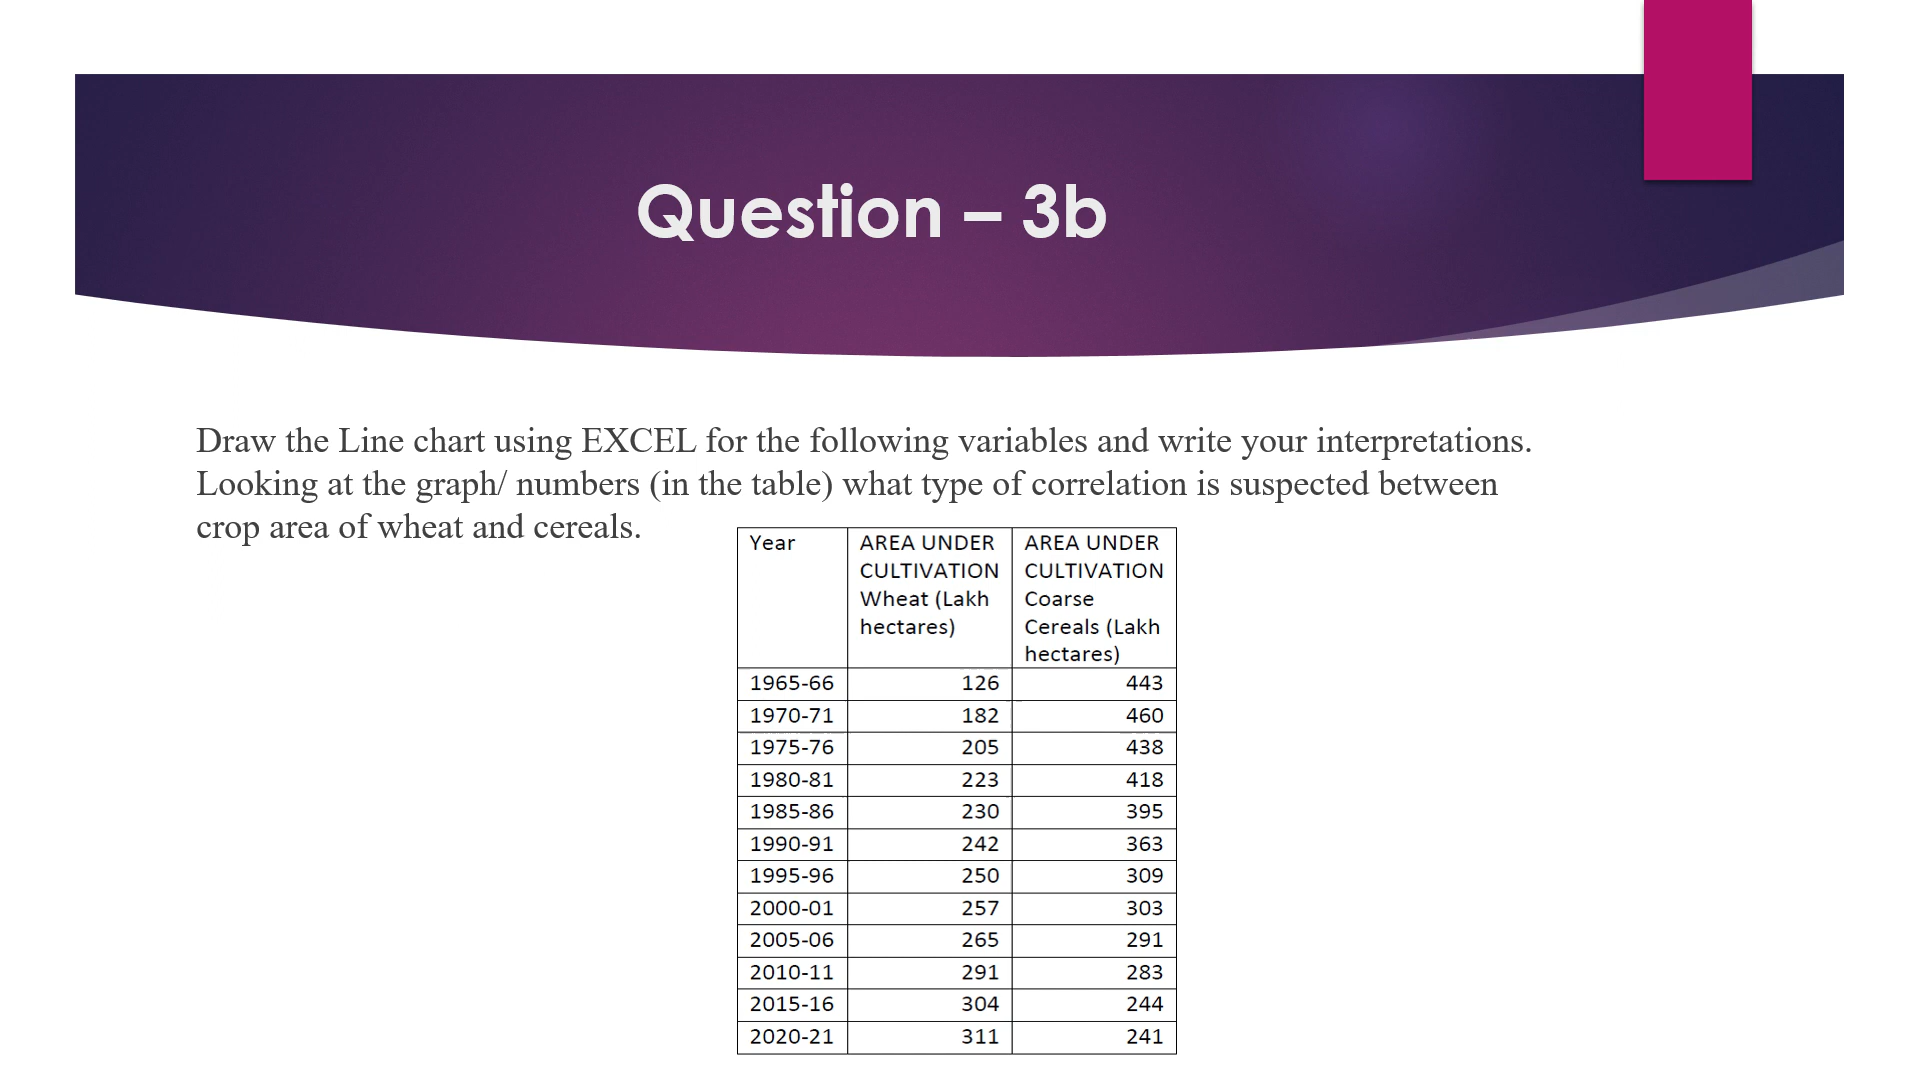 Question – 3b
Draw the Line chart using EXCEL for the following variables and write your interpretations.
Looking at the graph/ numbers (in the table) what type of correlation is suspected between
crop area of wheat and cereals.
Year AREA UNDER AREA UNDER
CULTIVATION CULTIVATION
Wheat (Lakh Coarse
hectares) Cereals (Lakh
hectares)
1965-66 126 443
1970-71 182 460
1975-76 205 438
1980-81 223 418
1985-86 230 395
1990-91 242 363
1995-96 250 309
2000-01 257 303
2005-06 265 291
2010-11 291 283
2015-16 304 244
2020-21 311 241